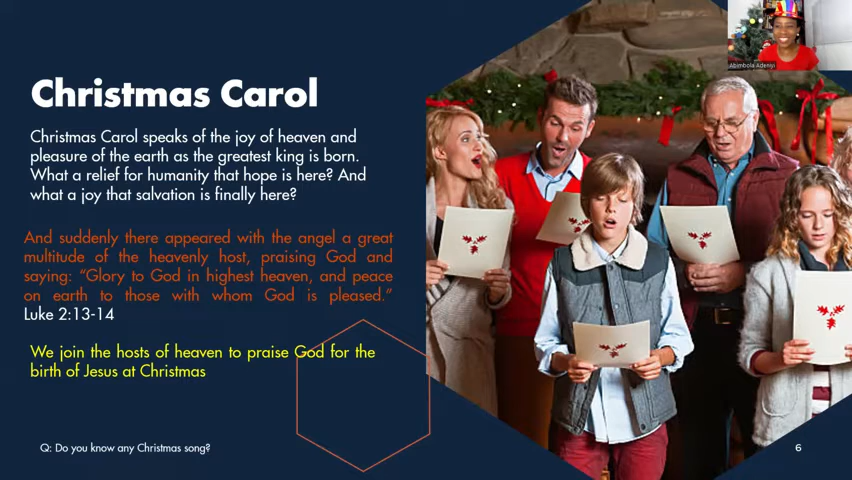 Abimbola Adeniyi
Christmas Carol
Christmas Carol speaks of the joy of heaven and
pleasure of the earth as the greatest king is born.
What a relief for humanity that hope is here? And
what a joy that salvation is finally here?
And suddenly there appeared with the angel a great
multitude of the heavenly host, praising God and
saying: “Glory to God in highest heaven, and peace
on earth to those with whom God is pleased.”
Luke 2:13-14
We join the hosts of heaven to praise God for the
birth of Jesus at Christmas
Q: Do you know any Christmas song?
6